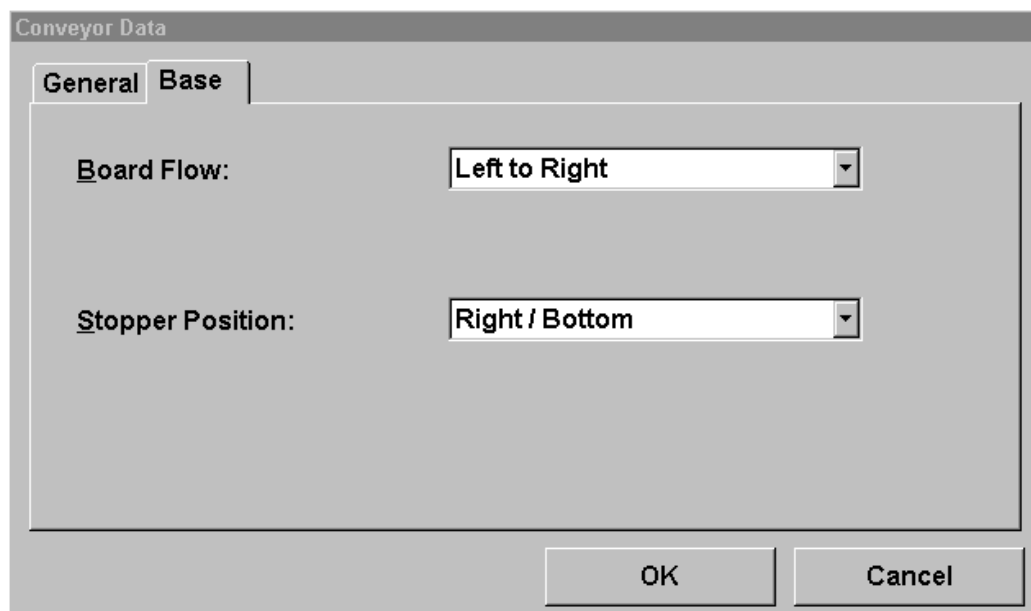 Conveyor Data
General Base
Board Flow: Left to Right
Stopper Position: Right / Bottom
OK Cancel